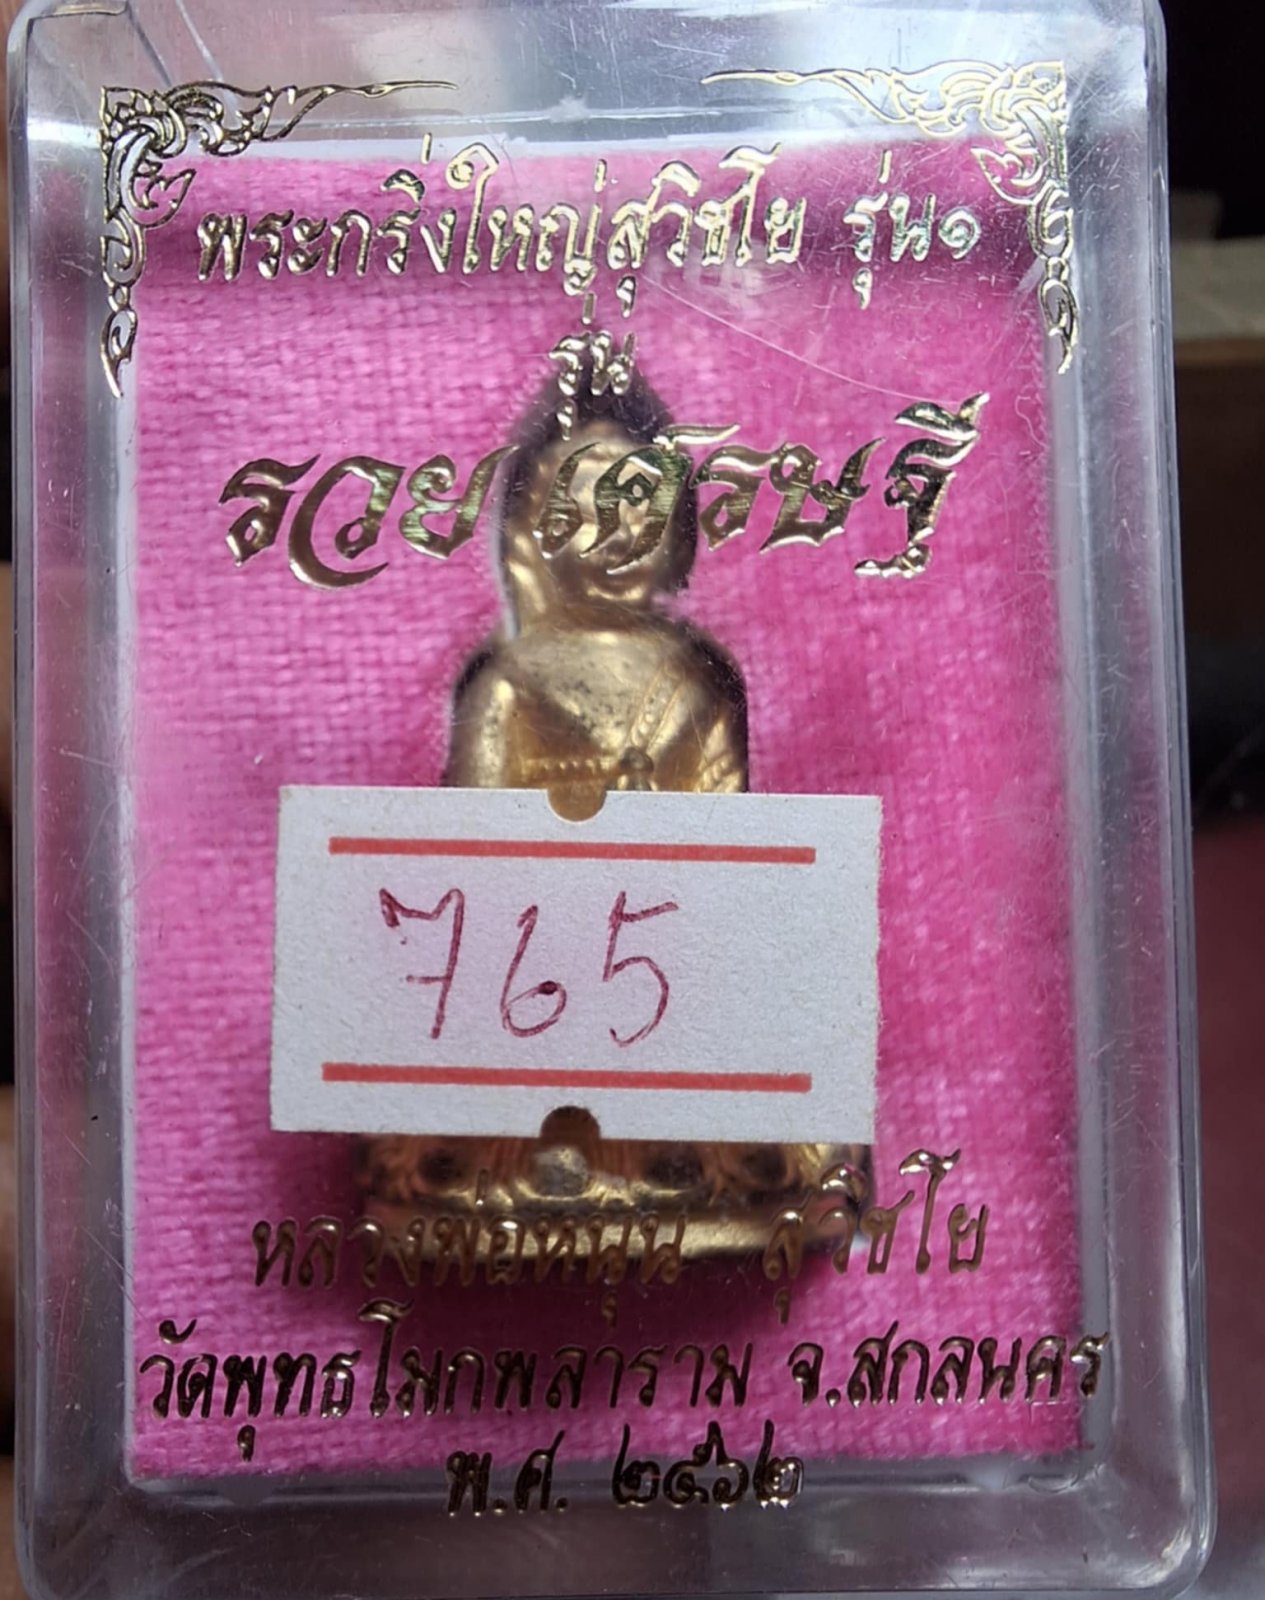 พระกริ่งใหญ่สุวิชโย รุ่น๑
รุ่น
รวยเศรษฐี
765
หลวงพ่อหนุน สุวิชโย
วัดพุทธโมกพลาราม จ.สกลนคร
พ.ศ. ๒๕๖๒